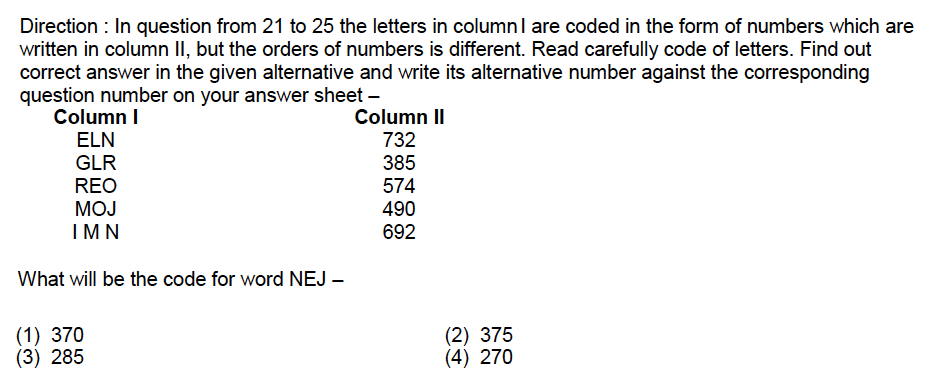 Direction : In question from 21 to 25 the letters in column I are coded in the form of numbers which are
written in column II, but the orders of numbers is different. Read carefully code of letters. Find out
correct answer in the given alternative and write its alternative number against the corresponding
question number on your answer sheet –
Column I Column II
ELN 732
GLR 385
REO 574
MOJ 490
I M N 692
What will be the code for word NEJ –
(1) 370 (2) 375
(3) 285 (4) 270